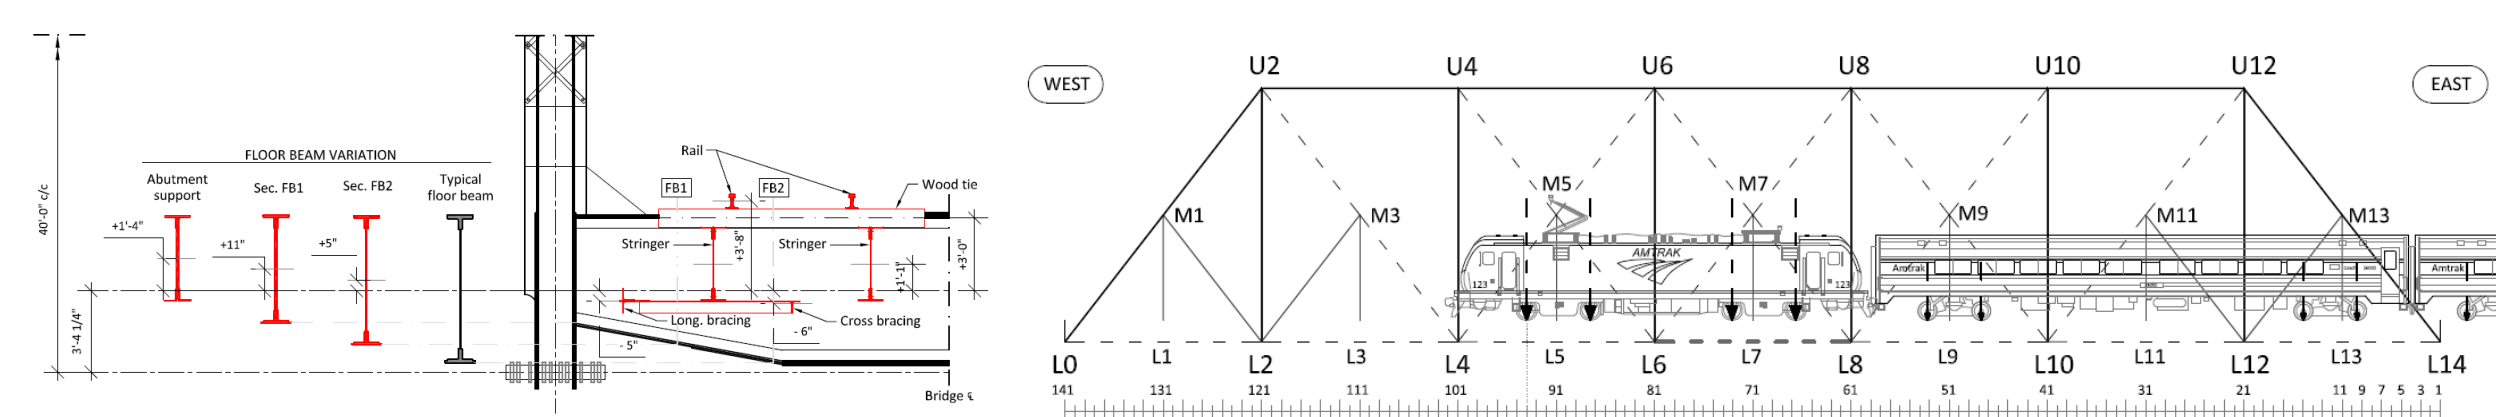 FLOOR BEAM VARIATION
Abutment
support
Sec. FB1
Sec. FB2
Typical
floor beam
+1'-4"
+11"
+5"
40'-0" c/c
3'-4 1/4"
Rail
FB1
FB2
Wood tie
Stringer
Stringer
+3'-8"
+1'-1"
+3'-0"
Long. bracing
Cross bracing
- 5"
- 6"
Bridge ℄
WEST
EAST
U2 U4 U6 U8 U10 U12
M1 M3 M5 M7 M9 M11 M13
AMTRAK
123 123
Amtrak
Amtrak
L0 L1 L2 L3 L4 L5 L6 L7 L8 L9 L10 L11 L12 L13 L14
141 131 121 111 101 91 81 71 61 51 41 31 21 11 9 7 5 3 1